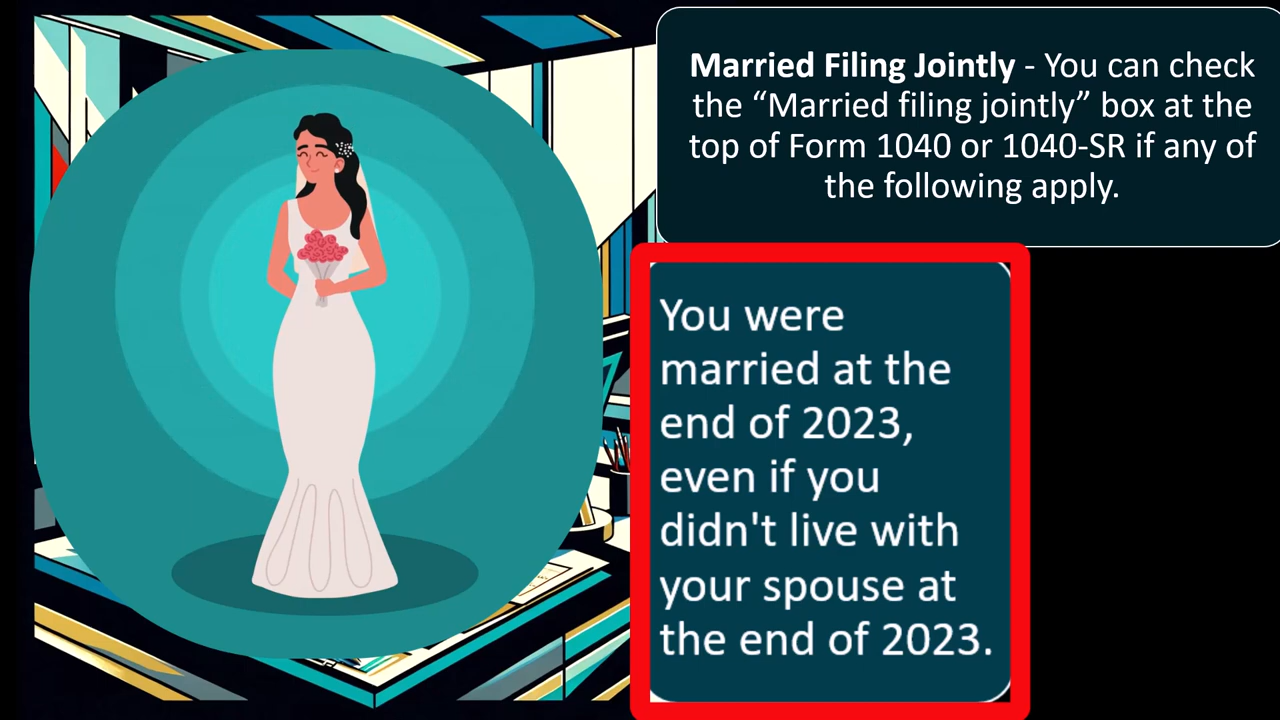 Married Filing Jointly - You can check
the “Married filing jointly” box at the
top of Form 1040 or 1040-SR if any of
the following apply.
You were
married at the
end of 2023,
even if you
didn't live with
your spouse at
the end of 2023.